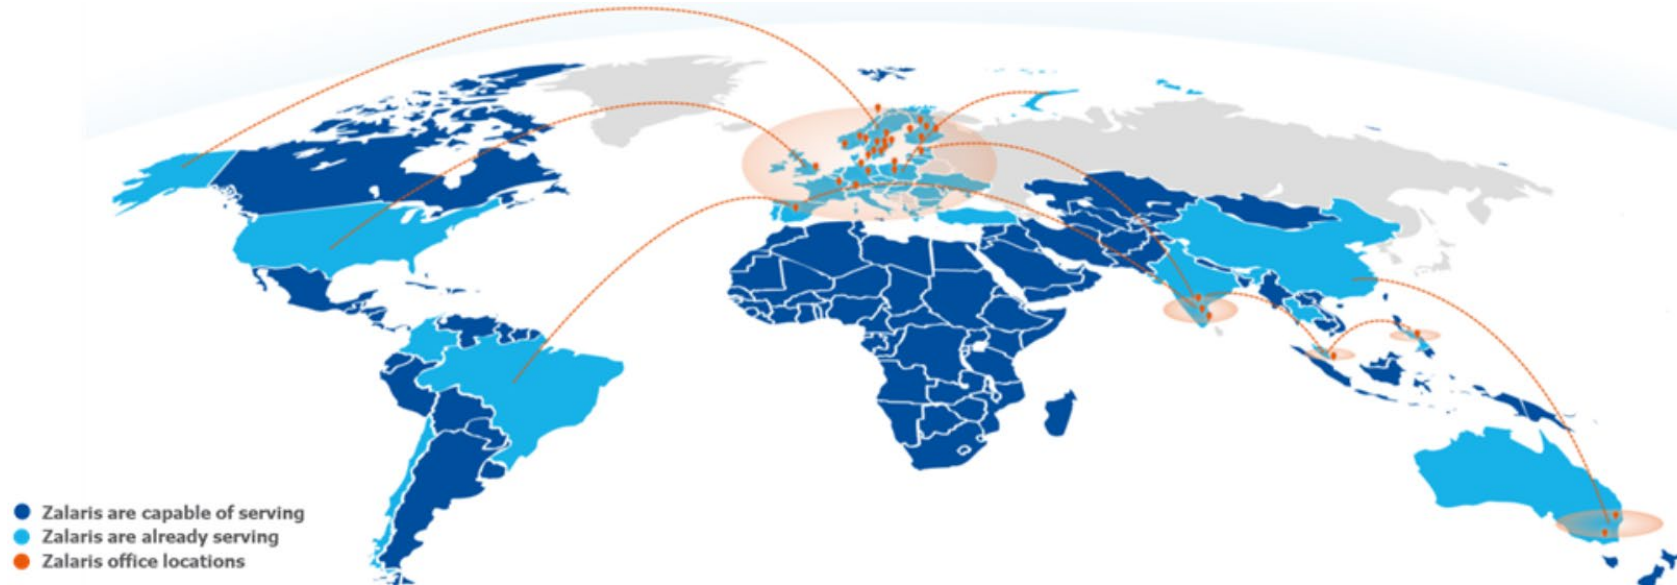 Zalaris are capable of serving
Zalaris are already serving
Zalaris office locations